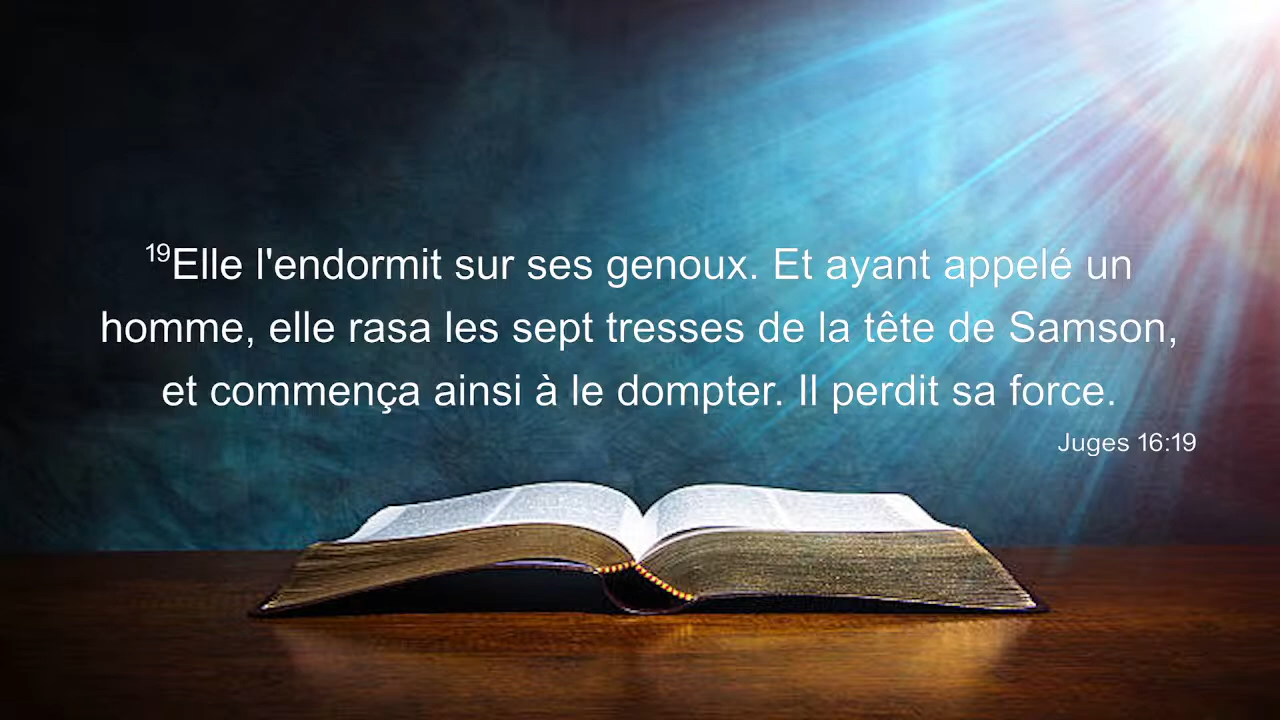 ¹⁹Elle l'endormit sur ses genoux. Et ayant appelé un
homme, elle rasa les sept tresses de la tête de Samson,
et commença ainsi à le dompter. Il perdit sa force.
Juges 16:19